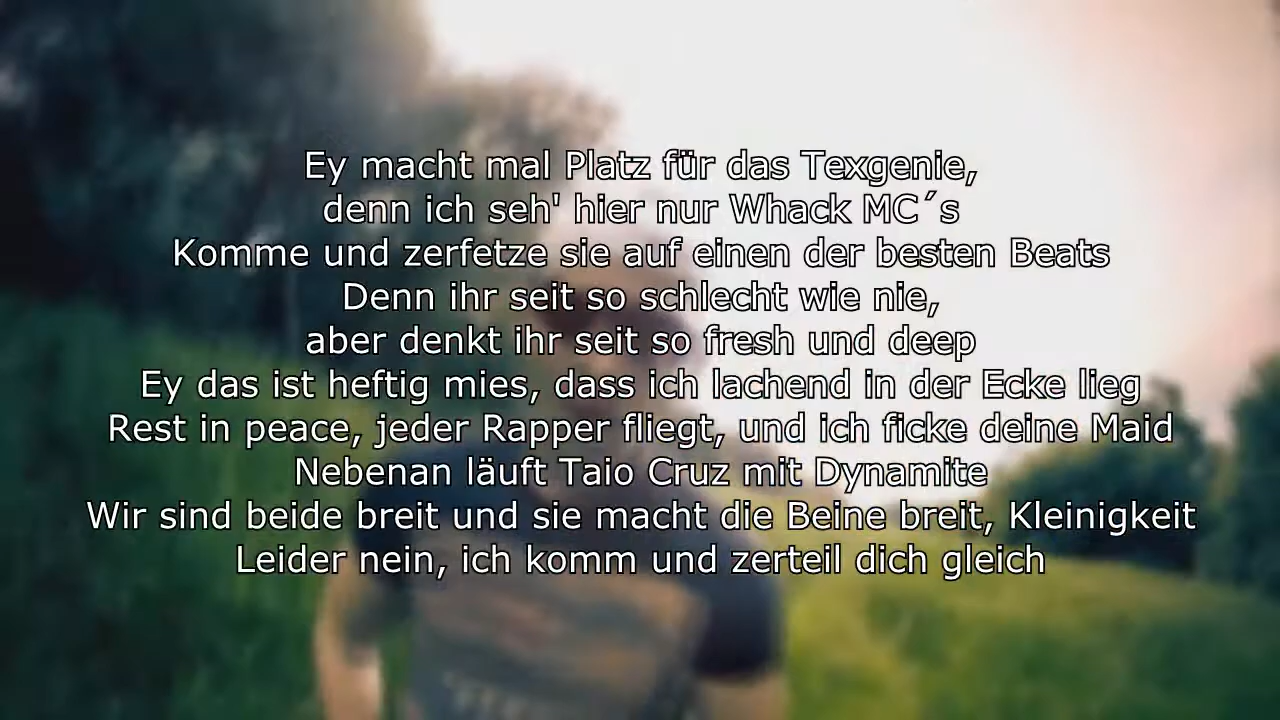 Ey macht mal Platz für das Texgenie,
denn ich seh' hier nur Whack MC´s
Komme und zerfetze sie auf einen der besten Beats
Denn ihr seit so schlecht wie nie,
aber denkt ihr seit so fresh und deep
Ey das ist heftig mies, dass ich lachend in der Ecke lieg
Rest in peace, jeder Rapper fliegt, und ich ficke deine Maid
Nebenan läuft Taio Cruz mit Dynamite
Wir sind beide breit und sie macht die Beine breit, Kleinigkeit
Leider nein, ich komm und zerteil dich gleich